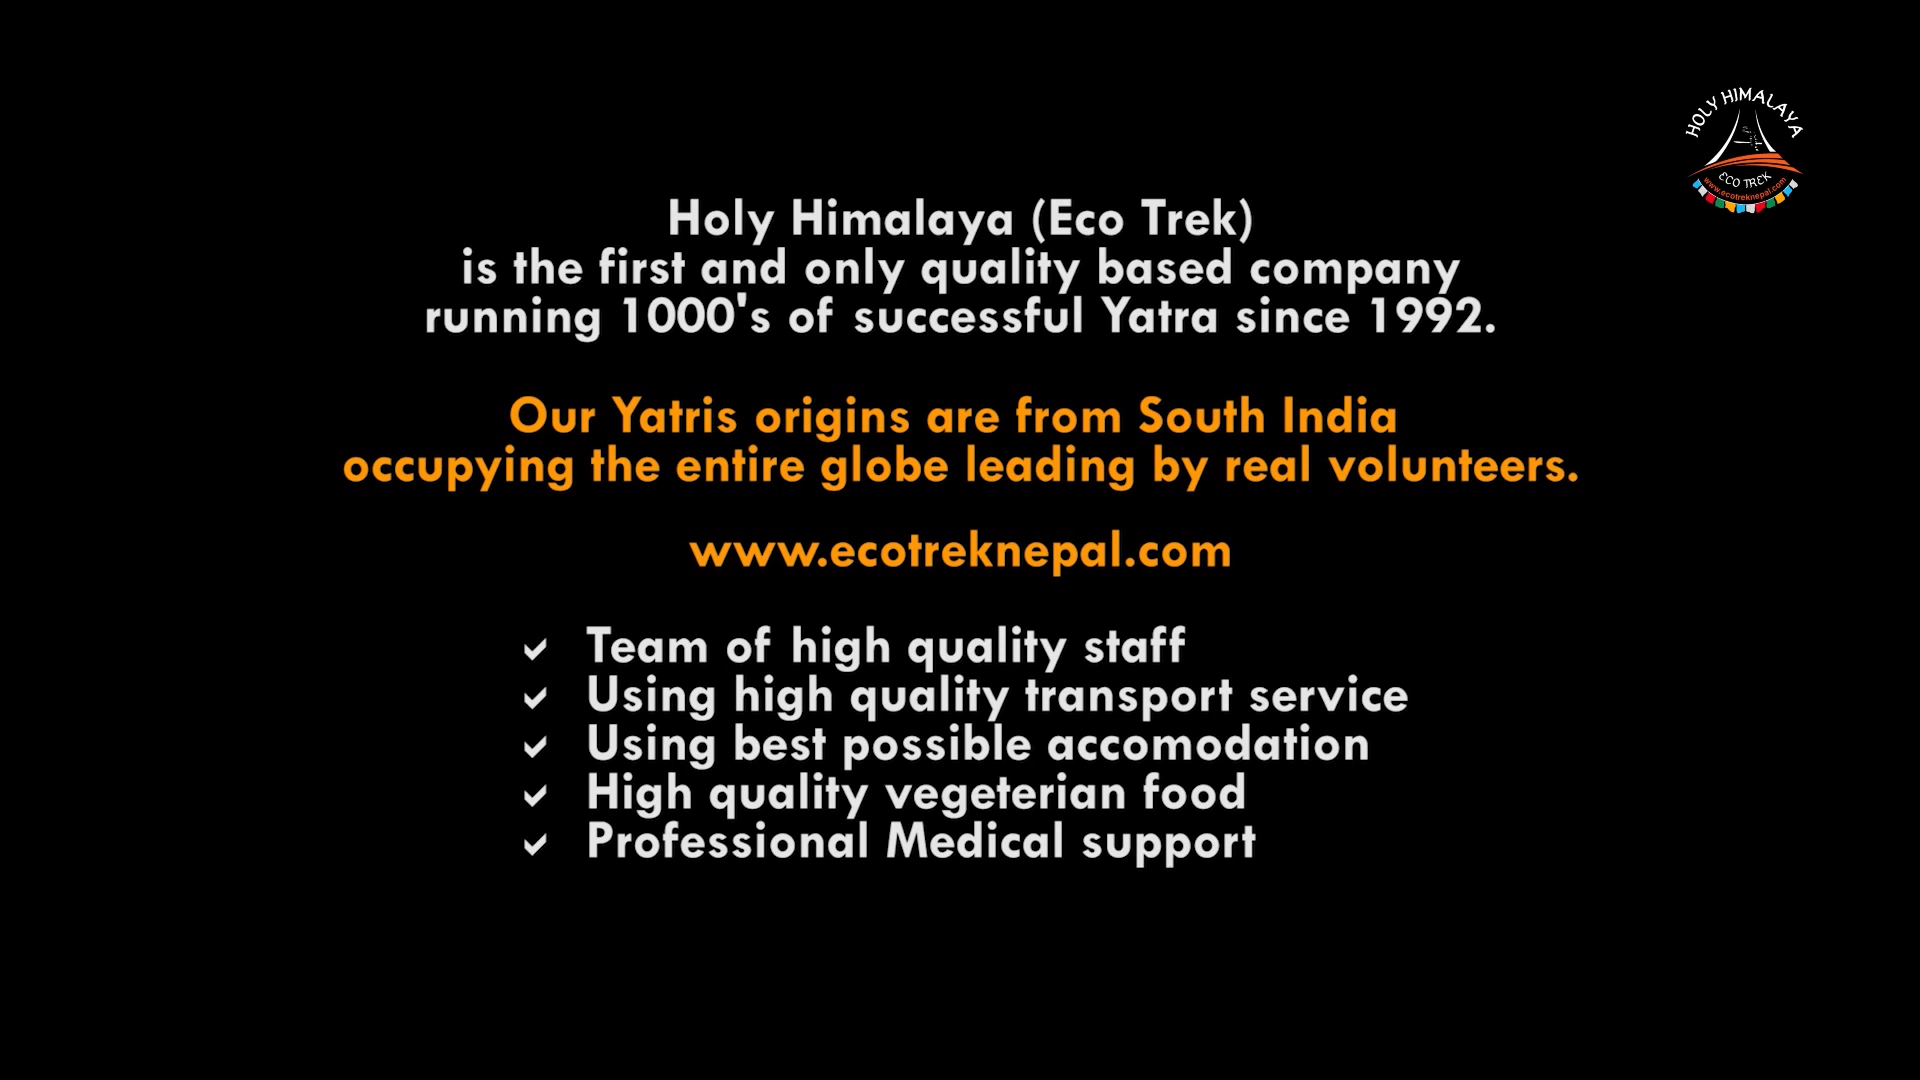 HOLY HIMALAYA
ECO TREK
www.ecotreknepal.com
Holy Himalaya (Eco Trek)
is the first and only quality based company
running 1000's of successful Yatra since 1992.
Our Yatris origins are from South India
occupying the entire globe leading by real volunteers.
www.ecotreknepal.com
Team of high quality staff
Using high quality transport service
Using best possible accomodation
High quality vegeterian food
Professional Medical support